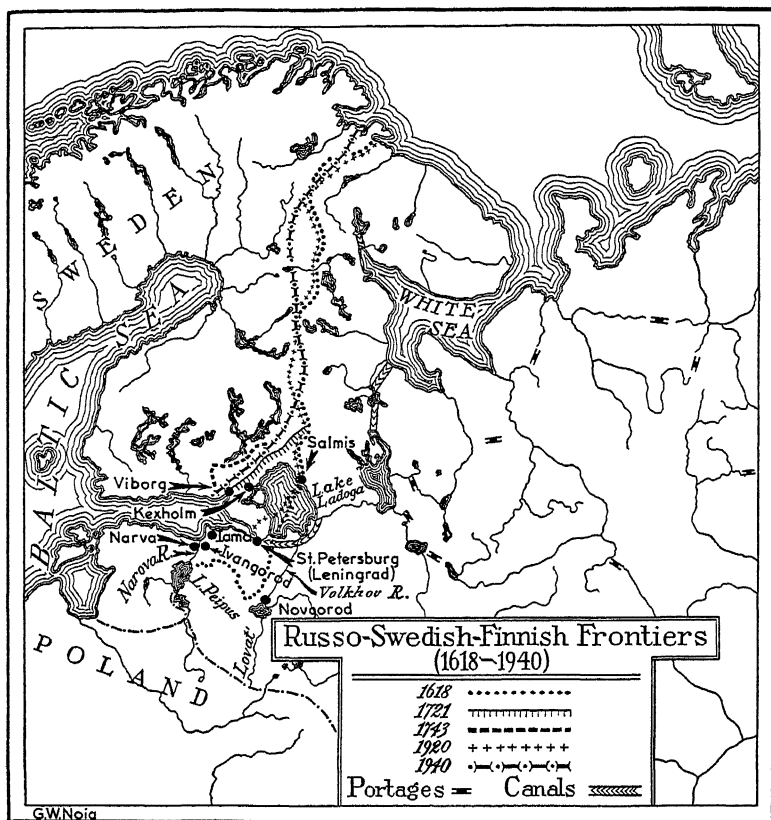 SWEDEN
BALTIC SEA
WHITE
SEA
Salmis
Viborg
Lake
Ladoga
Kexholm
Narva
Iama
Narova R.
Ivangorod
St. Petersburg
(Leningrad)
L. Peipus
Volkhov R.
Novgorod
Lovat'
POLAND
Russo-Swedish-Finnish Frontiers
(1618-1940)
1618
1721
1743
1920
1940
Portages
Canals
G.W.Noia